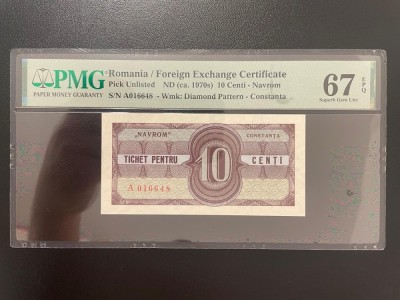 PMG
PAPER MONEY GUARANTY
Romania / Foreign Exchange Certificate
Pick Unlisted ND (ca. 1970s) 10 Centi - Navrom
S/N A016648 - Wmk: Diamond Pattern - Constanta
67 EPQ
Superb Gem Unc
"NAVROM" CONSTANTA
TICHET PENTRU 10 CENTI
A 016648